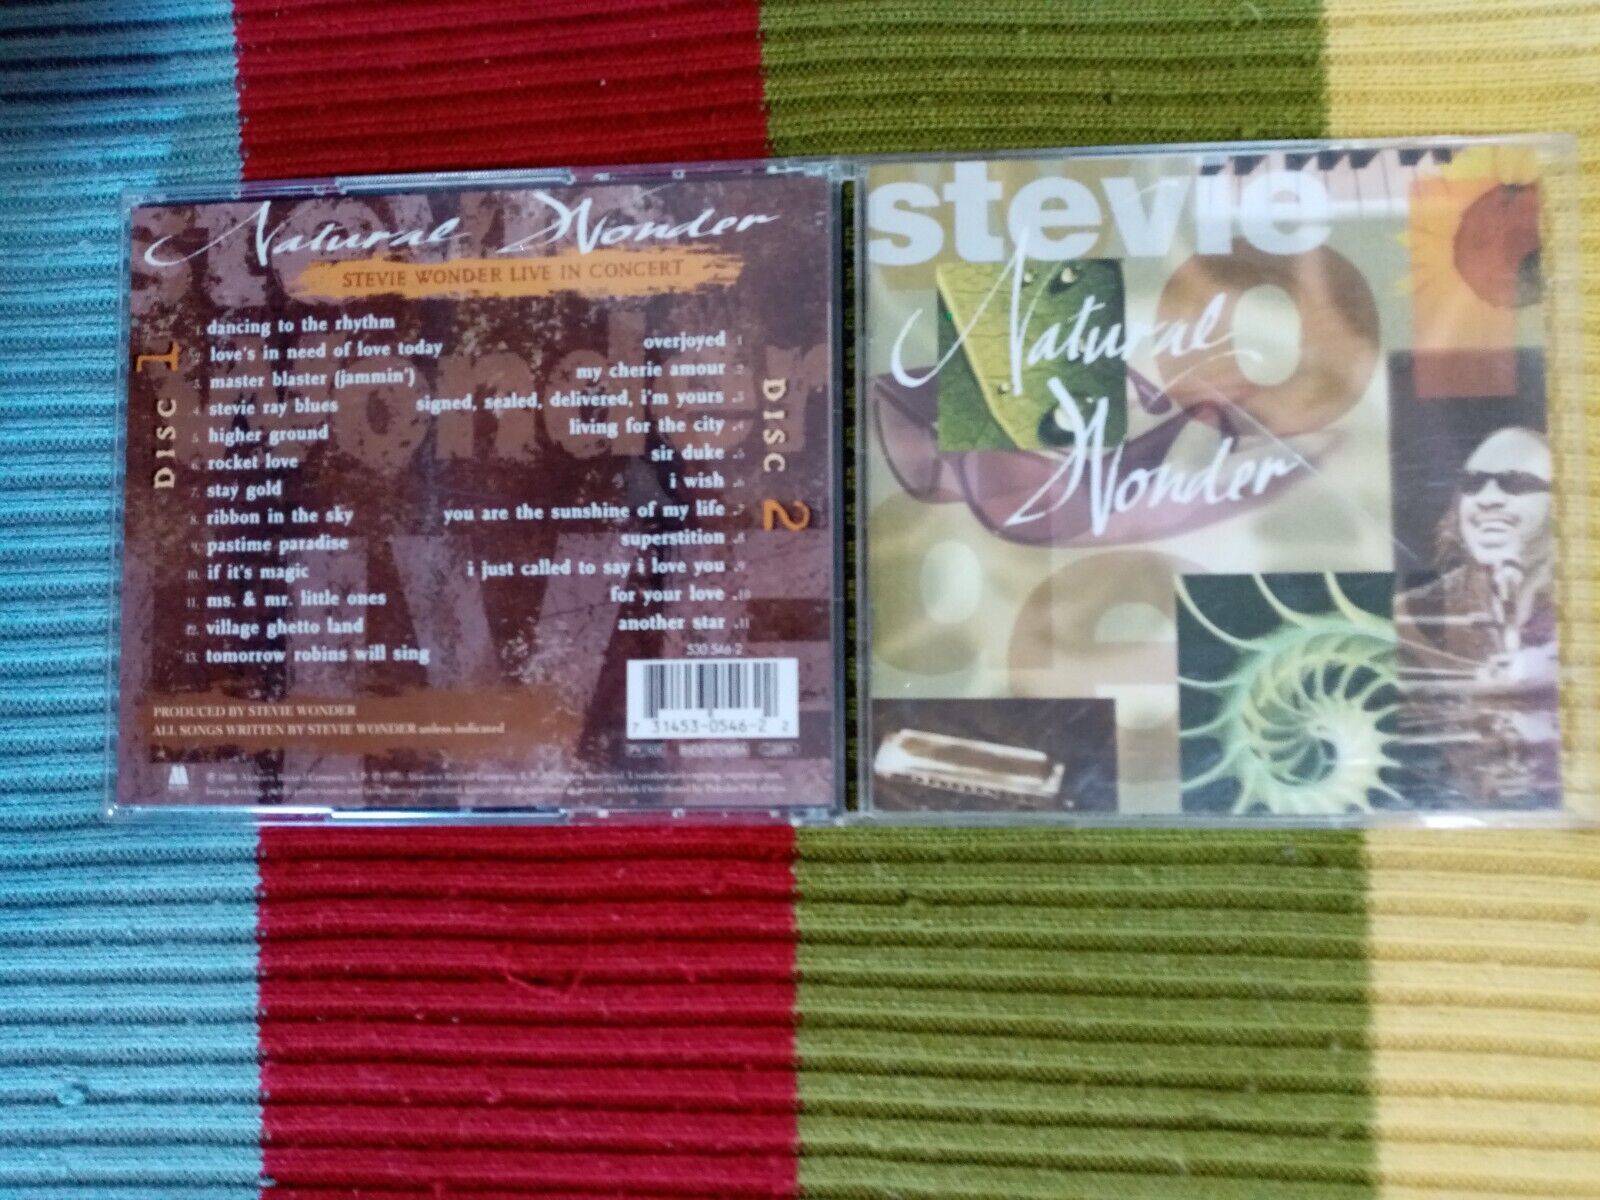 Natural Wonder
STEVIE WONDER LIVE IN CONCERT
DISC 1
1. dancing to the rhythm
2. love's in need of love today
3. master blaster (jammin')
4. stevie ray blues
5. higher ground
6. rocket love
7. stay gold
8. ribbon in the sky
9. pastime paradise
10. if it's magic
11. ms. & mr. little ones
12. village ghetto land
13. tomorrow robins will sing
DISC 2
overjoyed .1
my cherie amour .2
signed, sealed, delivered, i'm yours .3
living for the city .4
sir duke .5
i wish .6
you are the sunshine of my life .7
superstition .8
i just called to say i love you .9
for your love .10
another star .11
530 546-2
7 31453-0546-2 2
PRODUCED BY STEVIE WONDER
ALL SONGS WRITTEN BY STEVIE WONDER unless indicated
stevie
Natural
Wonder